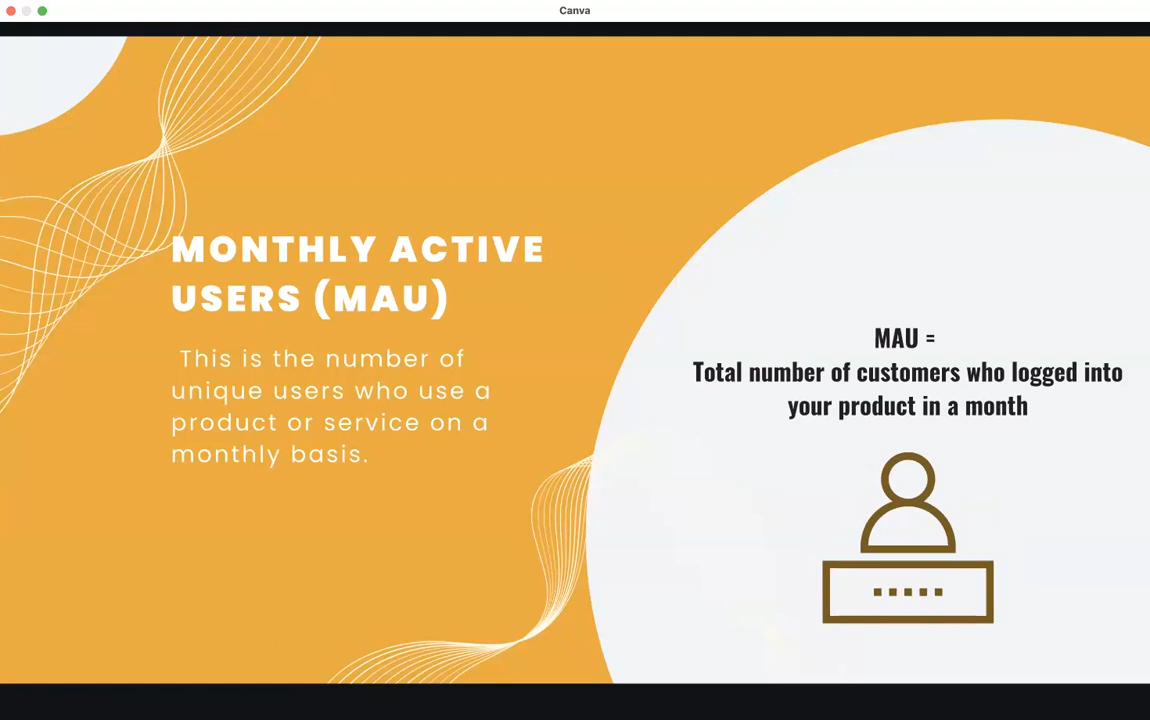 Canva
MONTHLY ACTIVE
USERS (MAU)
This is the number of
unique users who use a
product or service on a
monthly basis.
MAU =
Total number of customers who logged into
your product in a month